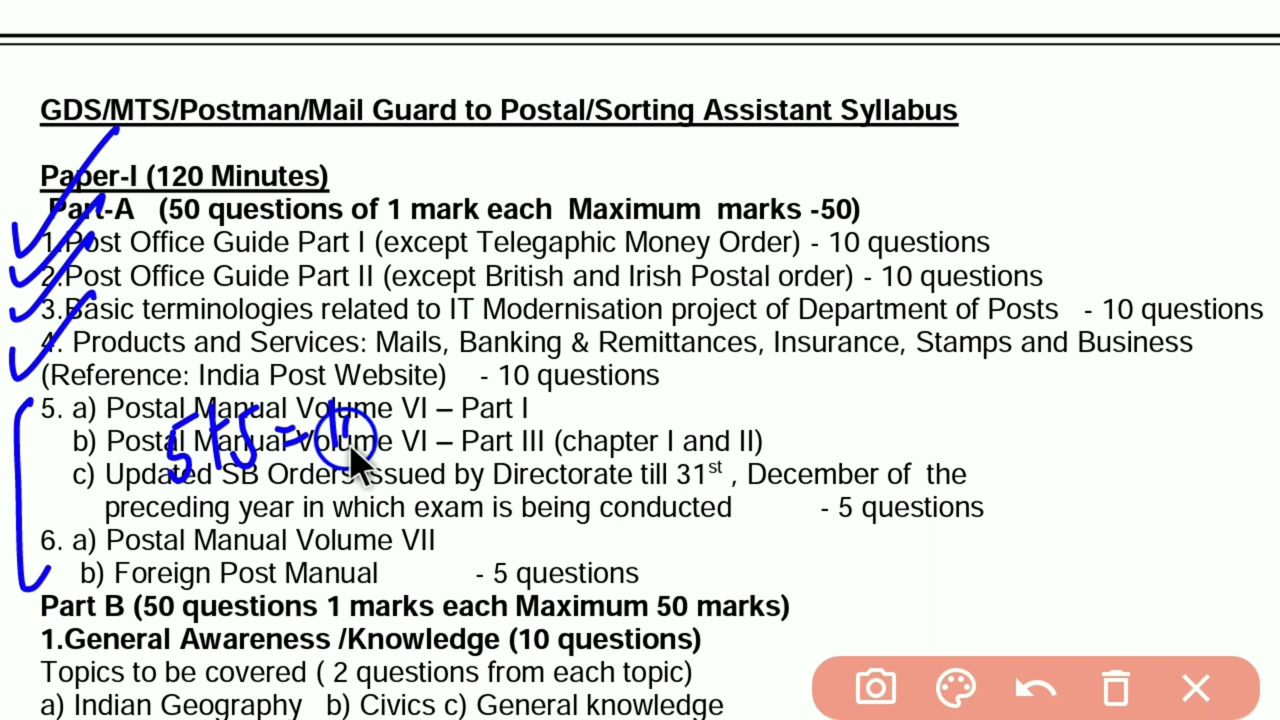 GDS/MTS/Postman/Mail Guard to Postal/Sorting Assistant Syllabus
Paper-I (120 Minutes)
Part-A (50 questions of 1 mark each Maximum marks -50)
1.Post Office Guide Part I (except Telegaphic Money Order) - 10 questions
2.Post Office Guide Part II (except British and Irish Postal order) - 10 questions
3.Basic terminologies related to IT Modernisation project of Department of Posts - 10 questions
4. Products and Services: Mails, Banking & Remittances, Insurance, Stamps and Business
(Reference: India Post Website) - 10 questions
5. a) Postal Manual Volume VI – Part I
b) Postal Manual Volume VI – Part III (chapter I and II)
5+5=10
c) Updated SB Orders issued by Directorate till 31st , December of the
preceding year in which exam is being conducted - 5 questions
6. a) Postal Manual Volume VII
b) Foreign Post Manual - 5 questions
Part B (50 questions 1 marks each Maximum 50 marks)
1.General Awareness /Knowledge (10 questions)
Topics to be covered ( 2 questions from each topic)
a) Indian Geography b) Civics c) General knowledge